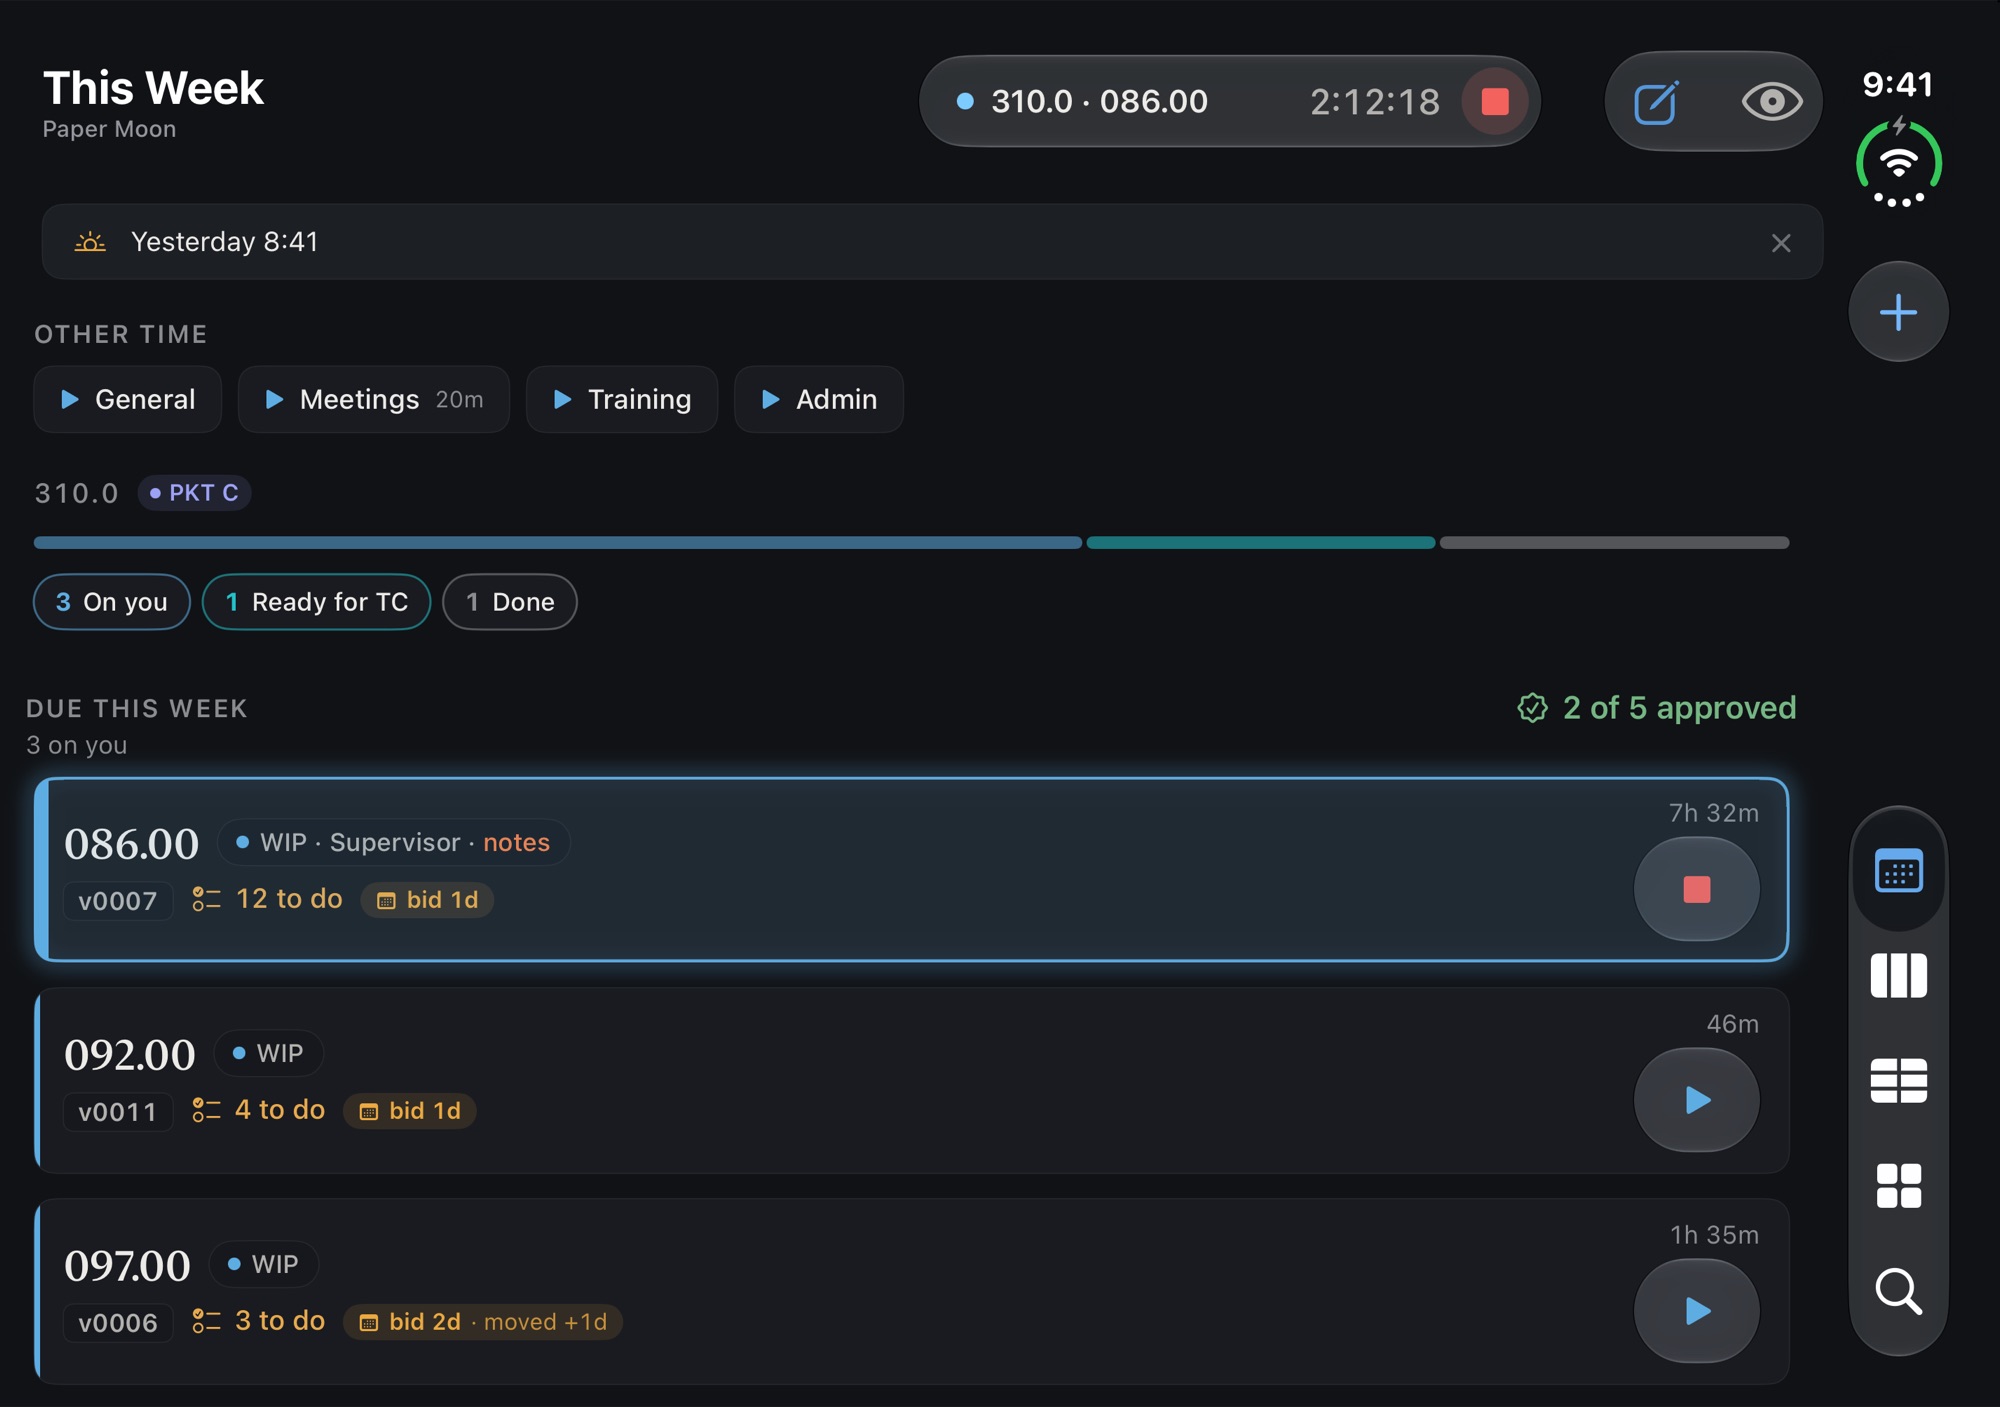 This Week
Paper Moon
310.0 · 086.00 2:12:18
9:41
Yesterday 8:41
OTHER TIME
General Meetings 20m Training Admin
310.0 PKT C
3 On you 1 Ready for TC 1 Done
DUE THIS WEEK
3 on you
2 of 5 approved
086.00 WIP · Supervisor · notes
7h 32m
v0007 12 to do bid 1d
092.00 WIP
46m
v0011 4 to do bid 1d
097.00 WIP
1h 35m
v0006 3 to do bid 2d · moved +1d